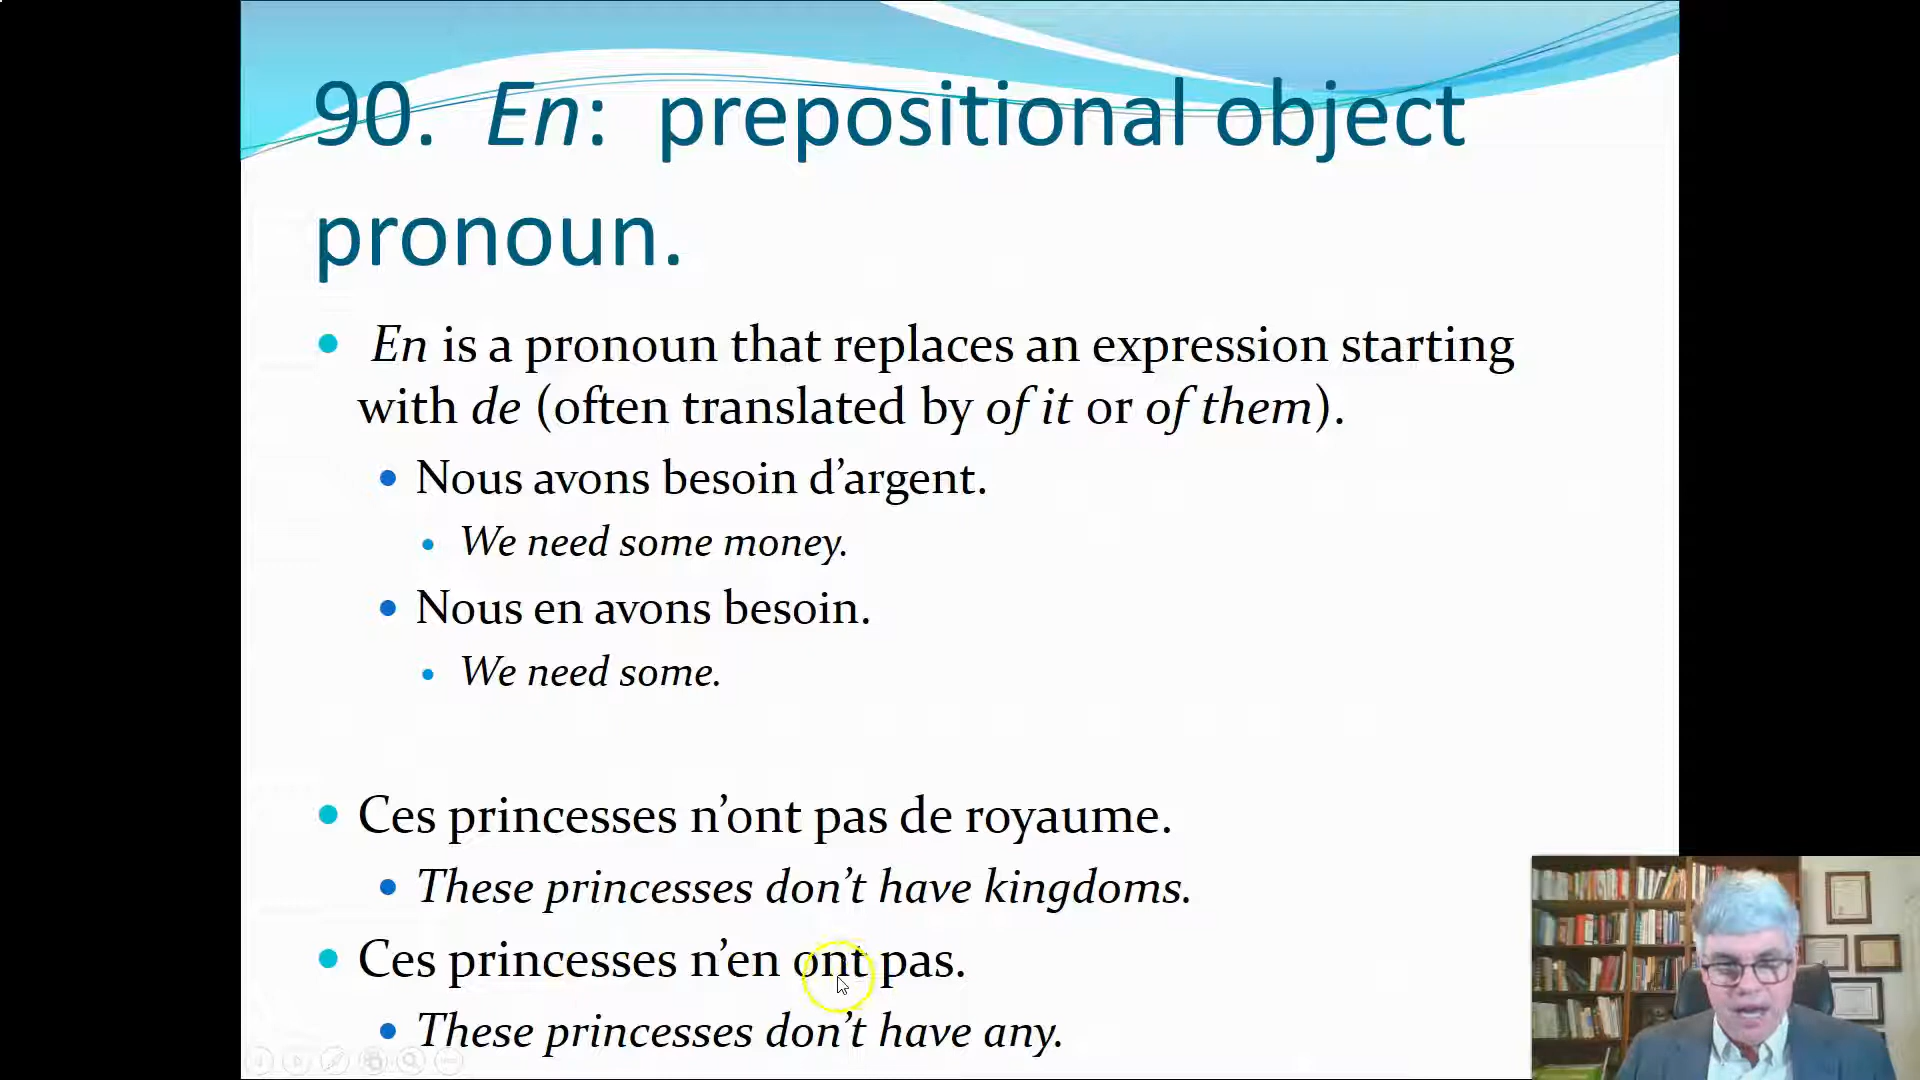 90. En: prepositional object
pronoun.
En is a pronoun that replaces an expression starting
with de (often translated by of it or of them).
Nous avons besoin d’argent.
We need some money.
Nous en avons besoin.
We need some.
Ces princesses n’ont pas de royaume.
These princesses don’t have kingdoms.
Ces princesses n’en ont pas.
These princesses don’t have any.